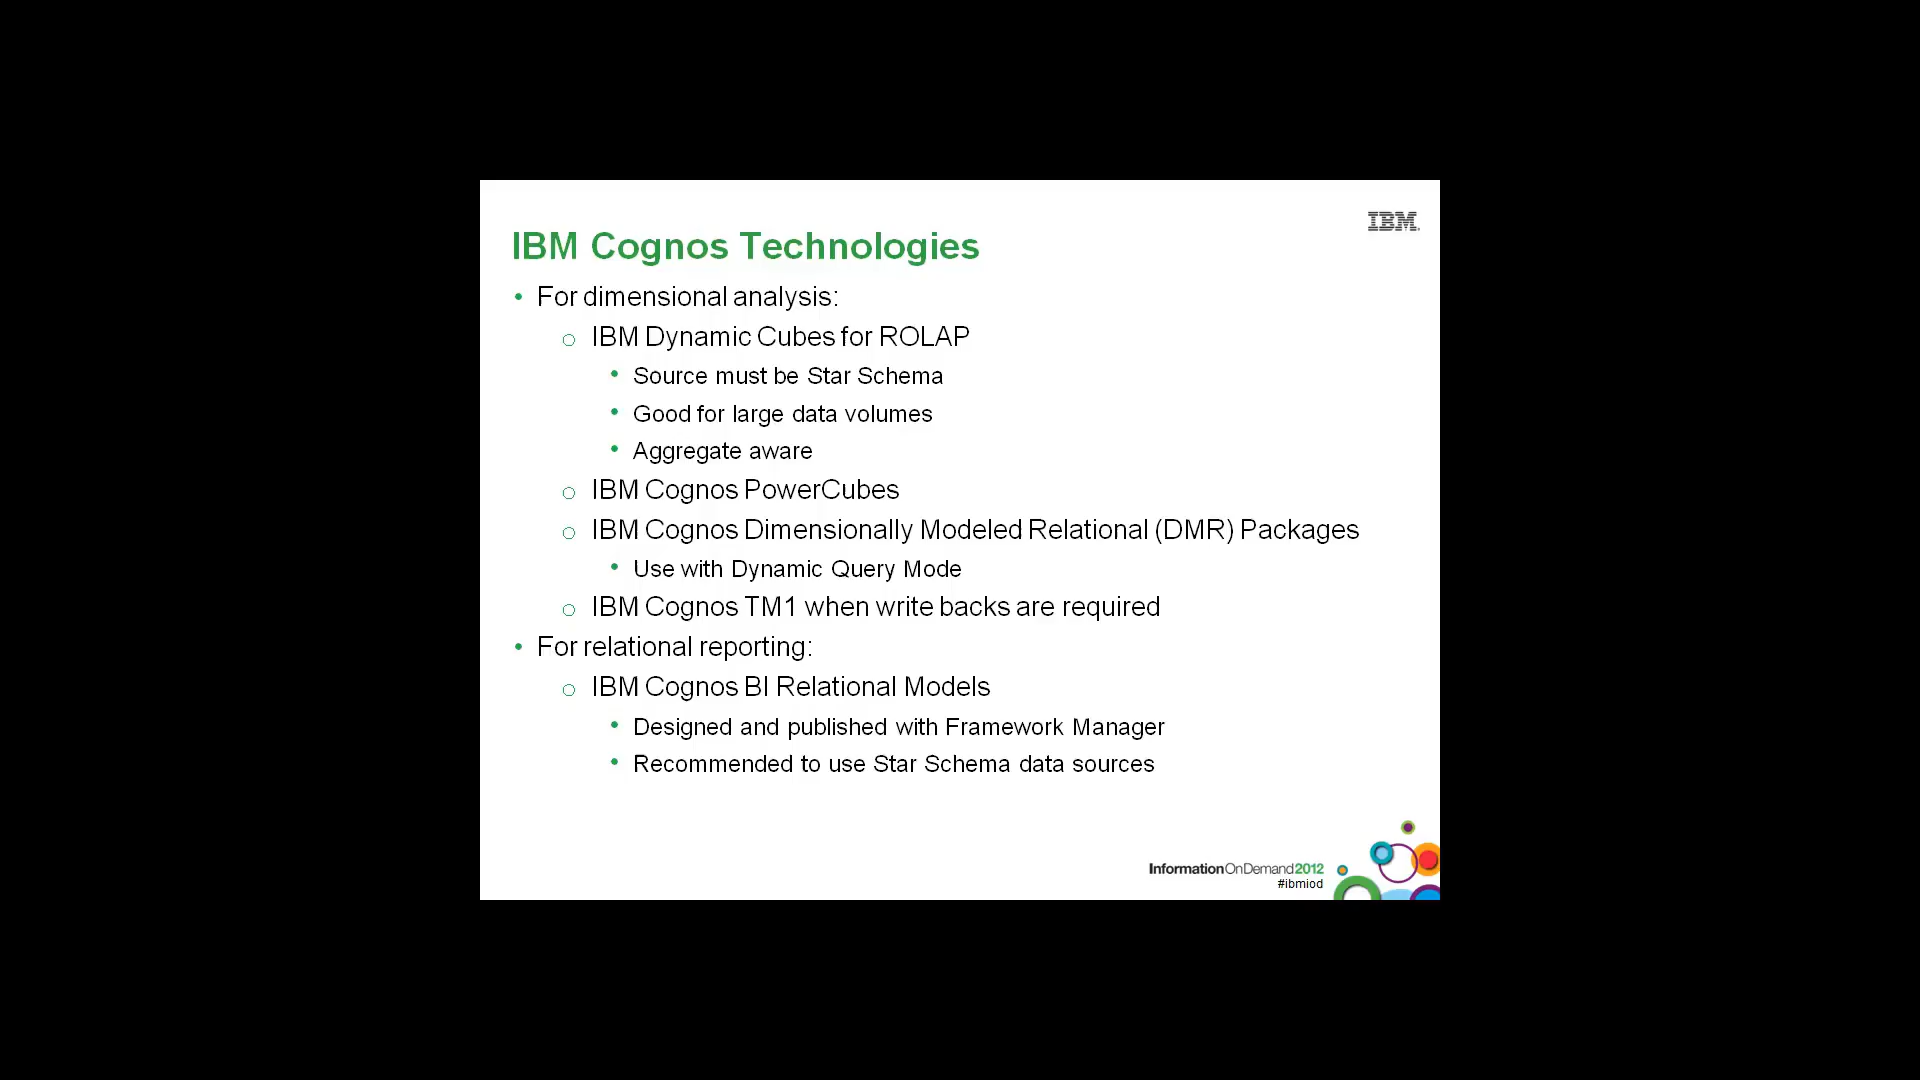 IBM
IBM Cognos Technologies
• For dimensional analysis:
o IBM Dynamic Cubes for ROLAP
• Source must be Star Schema
• Good for large data volumes
• Aggregate aware
o IBM Cognos PowerCubes
o IBM Cognos Dimensionally Modeled Relational (DMR) Packages
• Use with Dynamic Query Mode
o IBM Cognos TM1 when write backs are required
• For relational reporting:
o IBM Cognos BI Relational Models
• Designed and published with Framework Manager
• Recommended to use Star Schema data sources
InformationOnDemand2012
#ibmiod